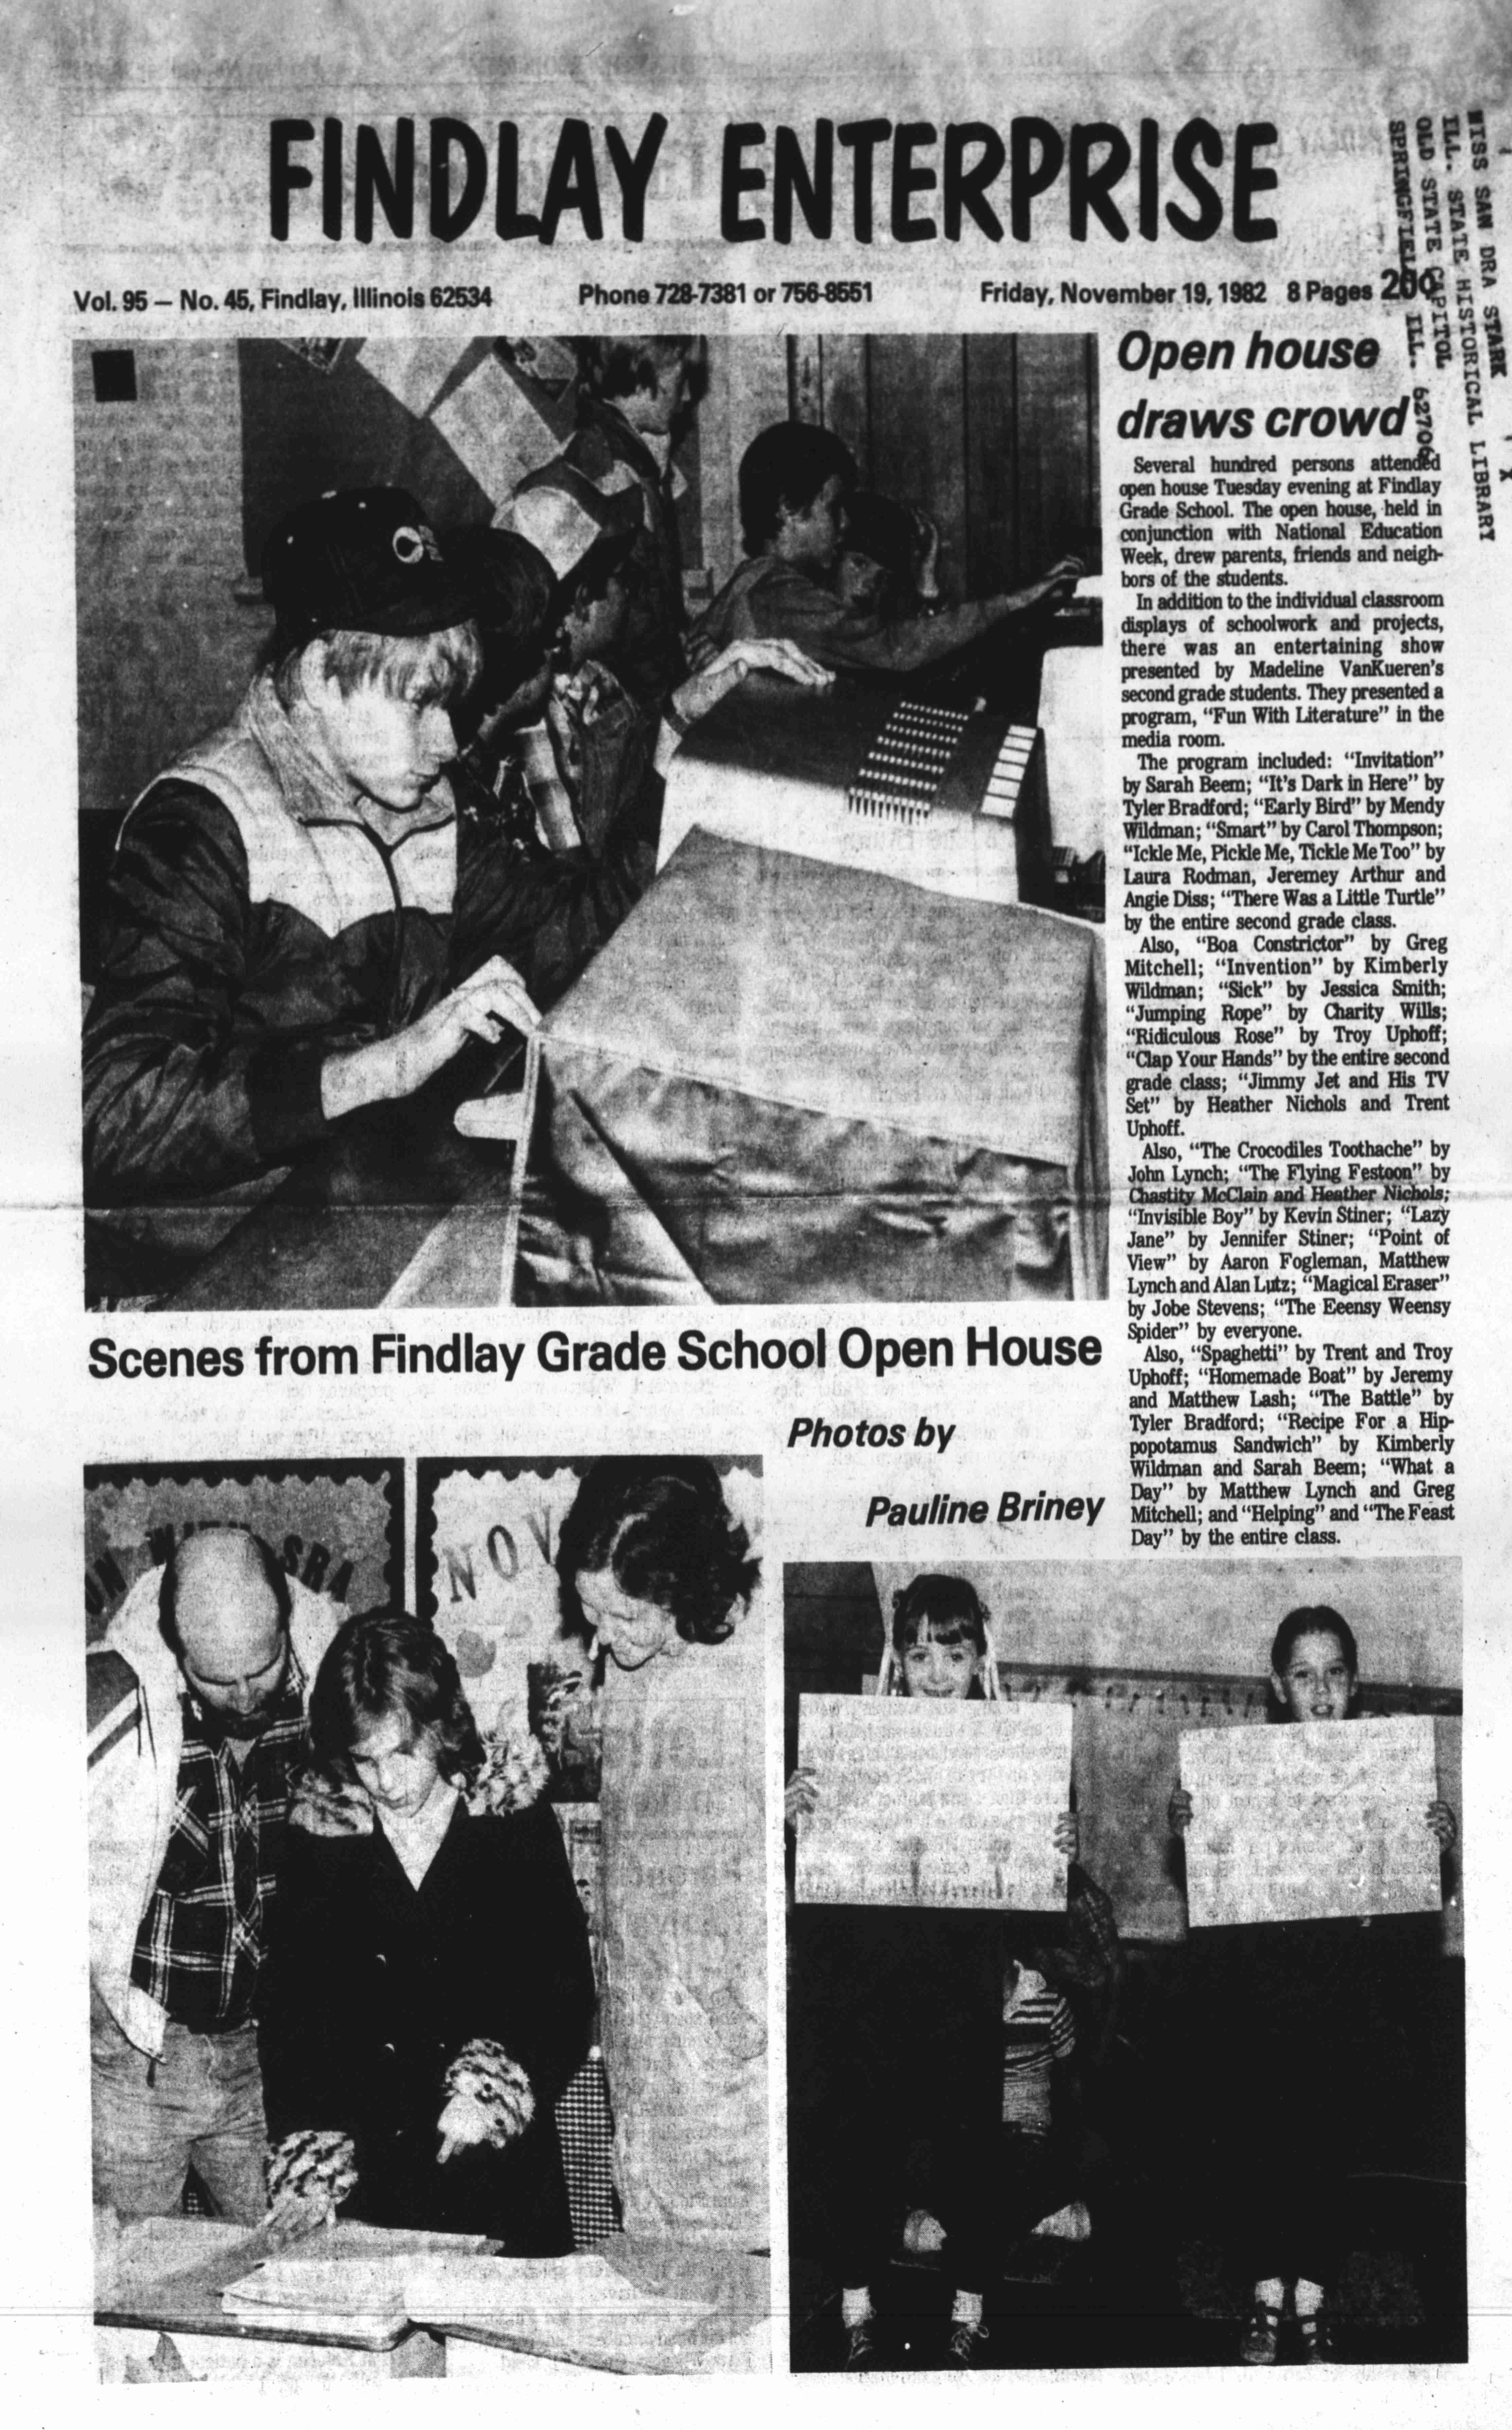 FINDLAY ENTERPRISE
MISS SAN DRA STARK
ILL. STATE HISTORICAL LIBRARY
OLD STATE CAPITOL
SPRINGFIELD ILL. 62706
X
Vol. 95 — No. 45, Findlay, Illinois 62534
Phone 728-7381 or 756-8551
Friday, November 19, 1982 8 Pages 20¢
Open house
draws crowd
Several hundred persons attended
open house Tuesday evening at Findlay
Grade School. The open house, held in
conjunction with National Education
Week, drew parents, friends and neigh-
bors of the students.
In addition to the individual classroom
displays of schoolwork and projects,
there was an entertaining show
presented by Madeline VanKueren's
second grade students. They presented a
program, “Fun With Literature” in the
media room.
The program included: “Invitation”
by Sarah Beem; “It's Dark in Here” by
Tyler Bradford; “Early Bird” by Mendy
Wildman; “Smart” by Carol Thompson;
“Ickle Me, Pickle Me, Tickle Me Too” by
Laura Rodman, Jeremey Arthur and
Angie Diss; “There Was a Little Turtle”
by the entire second grade class.
Also, “Boa Constrictor” by Greg
Mitchell; “Invention” by Kimberly
Wildman; “Sick” by Jessica Smith;
“Jumping Rope” by Charity Wills;
“Ridiculous Rose” by Troy Uphoff;
“Clap Your Hands” by the entire second
grade class; “Jimmy Jet and His TV
Set” by Heather Nichols and Trent
Uphoff.
Also, “The Crocodiles Toothache” by
John Lynch; “The Flying Festoon” by
Chastity McClain and Heather Nichols;
“Invisible Boy” by Kevin Stiner; “Lazy
Jane” by Jennifer Stiner; “Point of
View” by Aaron Fogleman, Matthew
Lynch and Alan Lutz; “Magical Eraser”
by Jobe Stevens; “The Eeensy Weensy
Spider” by everyone.
Also, “Spaghetti” by Trent and Troy
Uphoff; “Homemade Boat” by Jeremy
and Matthew Lash; “The Battle” by
Tyler Bradford; “Recipe For a Hip-
popotamus Sandwich” by Kimberly
Wildman and Sarah Beem; “What a
Day” by Matthew Lynch and Greg
Mitchell; and “Helping” and “The Feast
Day” by the entire class.
Scenes from Findlay Grade School Open House
Photos by
Pauline Briney
SRA
NOV